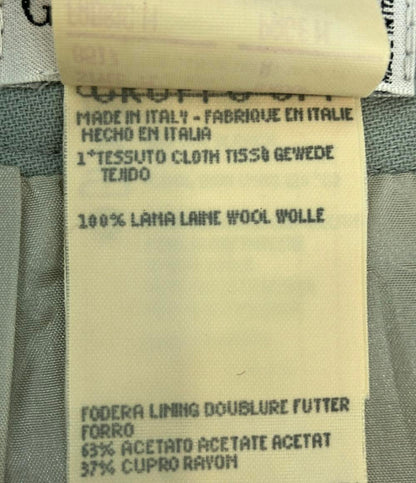 G
MADE IN ITALY - FABRIQUE EN ITALIE
HECHO EN ITALIA
1*TESSUTO CLOTH TISSU GEWEDE
TEJIDO
100% LANA LAINE WOOL WOLLE
FODERA LINING DOUBLURE FUTTER
FORRO
63% ACETATO ACETATE ACETAT
37% CUPRO RAYON